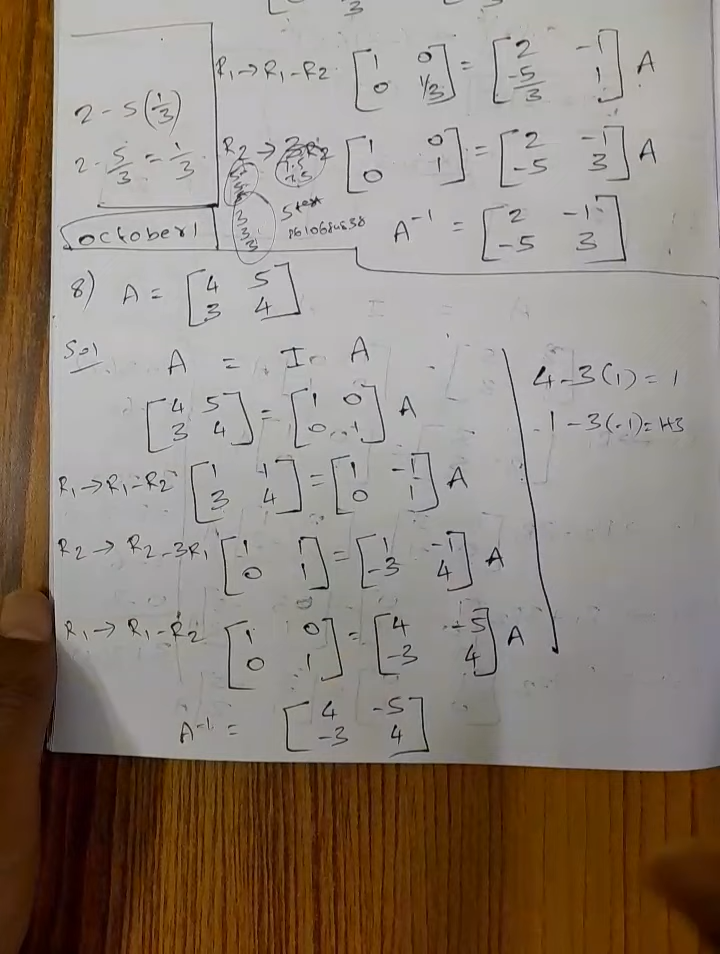 R₁→R₁-R₂ [1 0 0 1/3] = [2 -1 -5/3 1] A
2-5(1/3)
2-5/3=1/3
R₂→3R₂ [1 0 0 1] = [2 -1 -5 3] A
october1
A⁻¹ = [2 -1 -5 3]
8) A = [4 5 3 4]
Sol A = I A
[4 5 3 4] = [1 0 0 1] A
4-3(1)=1
1-3(-1)=1+3
R₁→R₁-R₂ [1 1 3 4] = [1 -1 0 1] A
R₂→R₂-3R₁ [1 1 0 1] = [1 -1 -3 4] A
R₁→R₁-R₂ [1 0 0 1] = [4 -5 -3 4] A
A⁻¹ = [4 -5 -3 4]